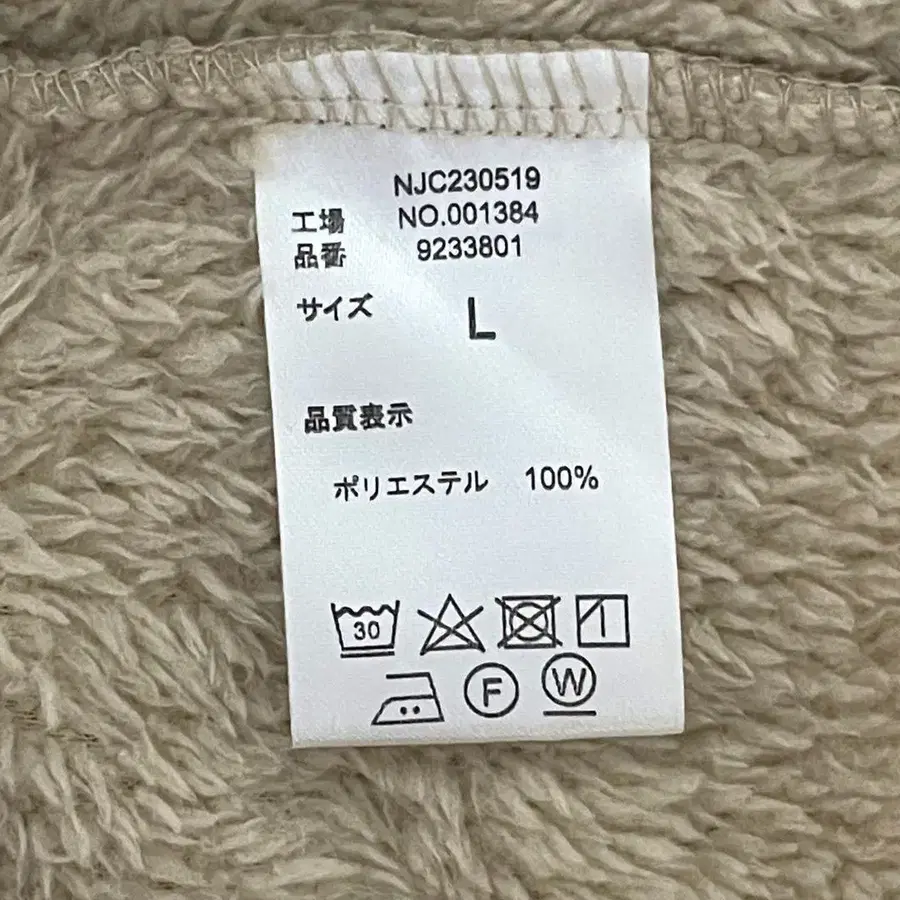 NJC230519
工場 NO.001384
品番 9233801
サイズ L
品質表示
ポリエステル 100%
30
F W